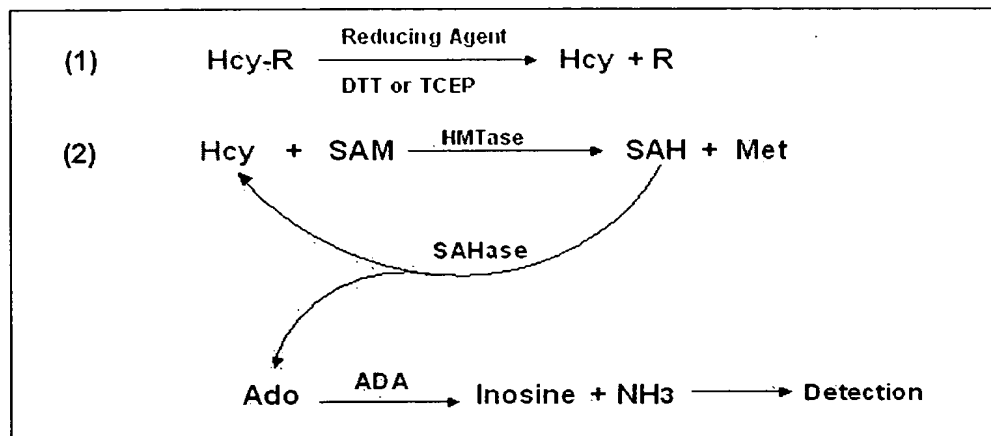 Reducing Agent
(1) Hcy-R Hcy + R
DTT or TCEP
HMTase
(2) Hcy + SAM SAH + Met
SAHase
ADA
Ado Inosine + NH3 Detection